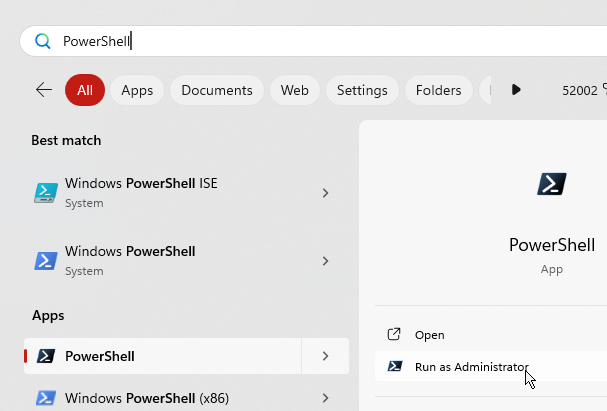 PowerShell
All Apps Documents Web Settings Folders 52002
Best match
Windows PowerShell ISE
System
Windows PowerShell
System
PowerShell
App
Apps
Open
PowerShell
Run as Administrator
Windows PowerShell (x86)